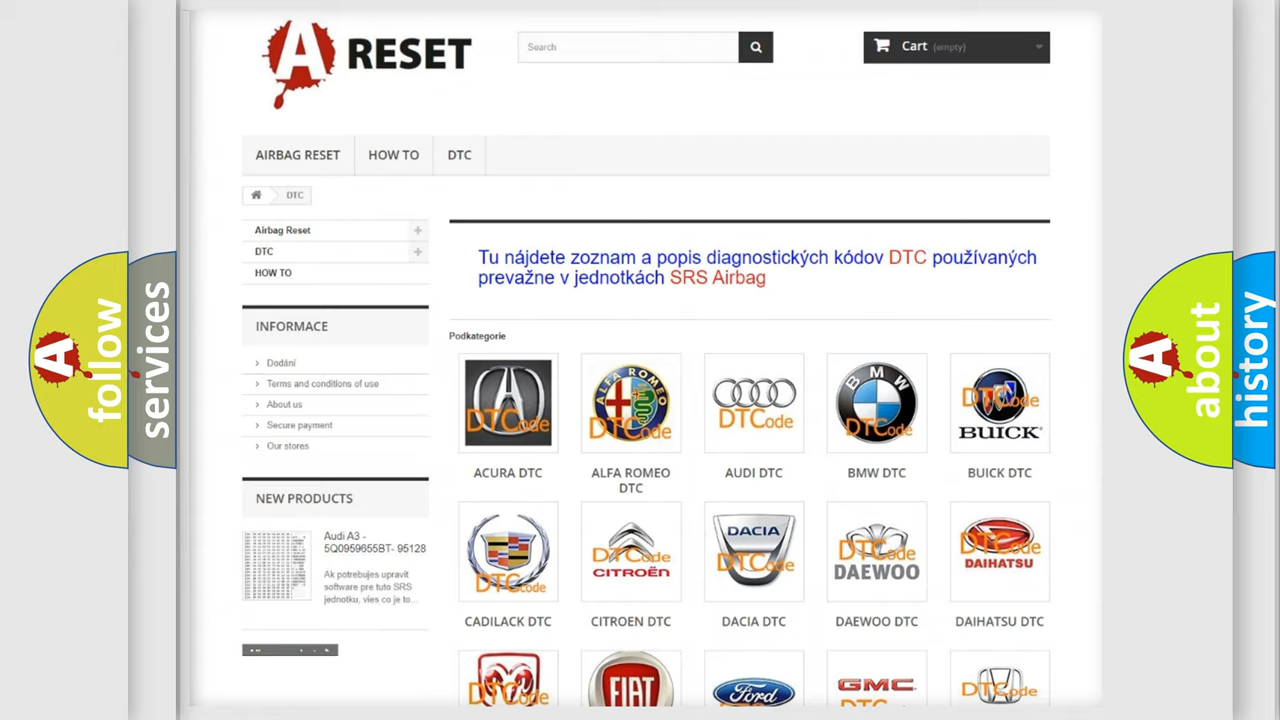 A RESET
Search
Cart (empty)
AIRBAG RESET
HOW TO
DTC
DTC
Airbag Reset
DTC
HOW TO
Tu nájdete zoznam a popis diagnostických kódov DTC používaných
prevažne v jednotkách SRS Airbag
INFORMACE
Dodání
Terms and conditions of use
About us
Secure payment
Our stores
NEW PRODUCTS
Audi A3 -
5Q0959655BT- 95128
Ak potrebujes upravit
software pre tuto SRS
jednotku, vies co je to...
Podkategorie
DTCode
ALFA ROMEO
DTCode
DTCode
BMW
DTCode
DTCode
BUICK
ACURA DTC
ALFA ROMEO
DTC
AUDI DTC
BMW DTC
BUICK DTC
DTCode
DTCode
CITROËN
DACIA
DTCode
DTCode
DAEWOO
DTCode
DAIHATSU
CADILACK DTC
CITROEN DTC
DACIA DTC
DAEWOO DTC
DAIHATSU DTC
DTCode
FIAT
Ford
GMC
DTCode
A
follow
services
A
about
history